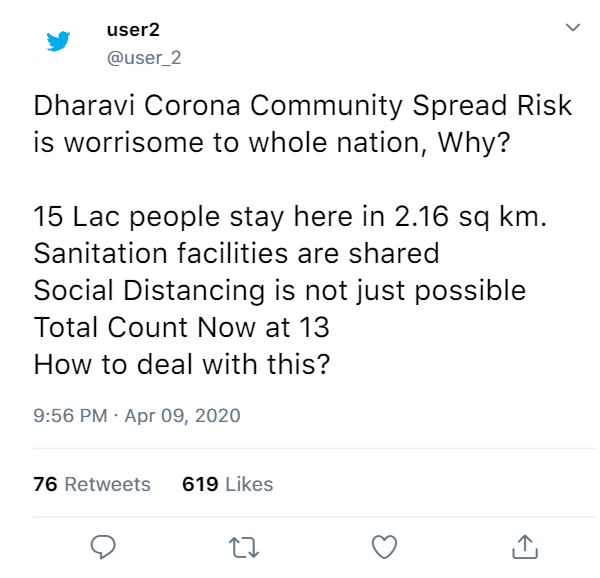 user2
@user_2
Dharavi Corona Community Spread Risk
is worrisome to whole nation, Why?
15 Lac people stay here in 2.16 sq km.
Sanitation facilities are shared
Social Distancing is not just possible
Total Count Now at 13
How to deal with this?
9:56 PM · Apr 09, 2020
76 Retweets 619 Likes